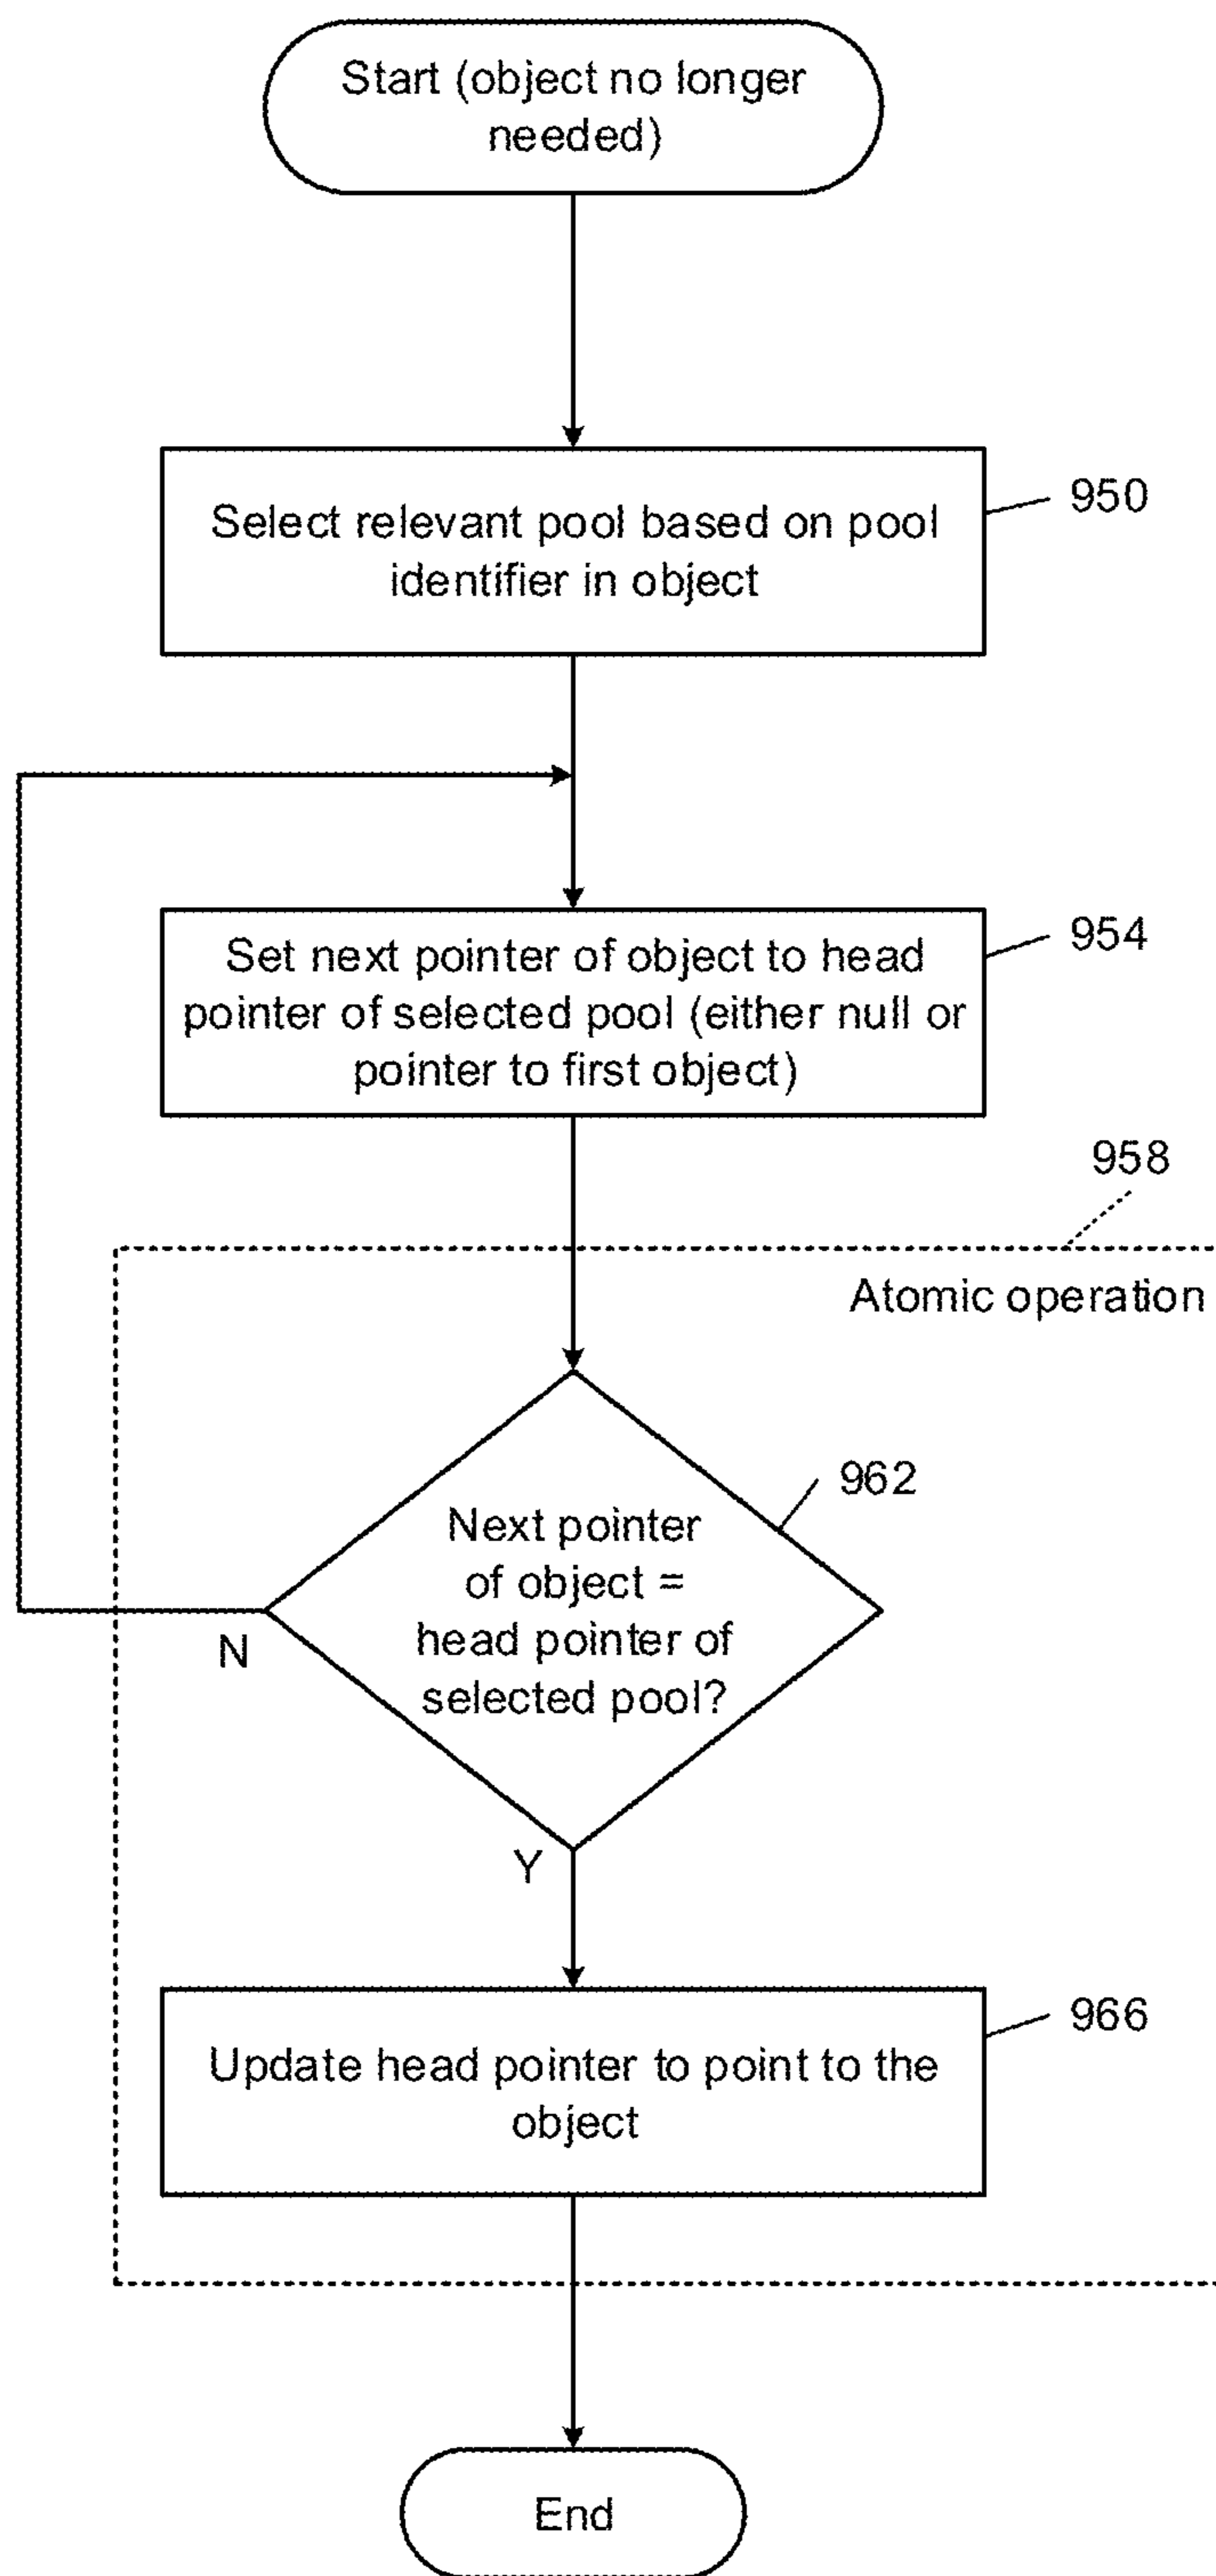 Start (object no longer
needed)
Select relevant pool based on pool
identifier in object
950
Set next pointer of object to head
pointer of selected pool (either null or
pointer to first object)
954
958
Atomic operation
Next pointer
of object =
head pointer of
selected pool?
962
N
Y
Update head pointer to point to the
object
966
End